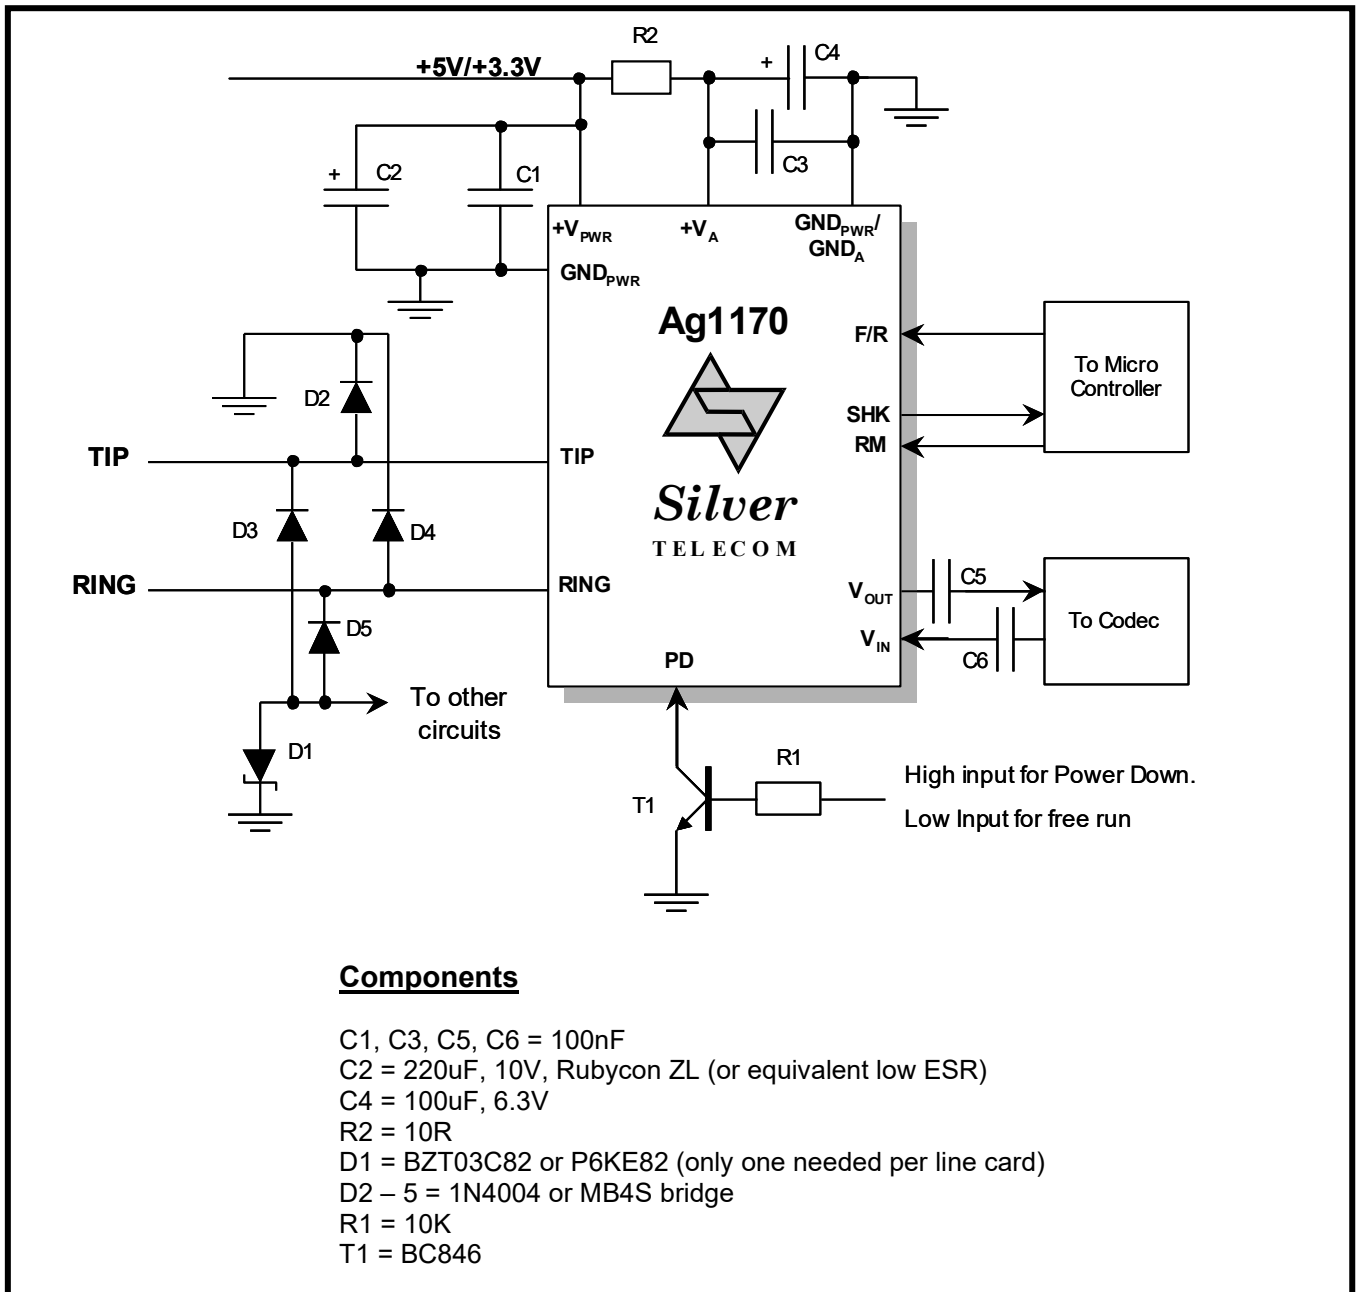 R2
C4
+5V/+3.3V
+
C3
+
C2
C1
+VPWR
+VA
GNDPWR/
GNDA
GNDPWR
Ag1170
F/R
To Micro
Controller
D2
SHK
RM
TIP
TIP
Silver
TELECOM
D3
D4
RING
RING
VOUT
C5
D5
To Codec
VIN
C6
PD
To other
circuits
D1
R1
High input for Power Down.
T1
Low Input for free run
Components
C1, C3, C5, C6 = 100nF
C2 = 220uF, 10V, Rubycon ZL (or equivalent low ESR)
C4 = 100uF, 6.3V
R2 = 10R
D1 = BZT03C82 or P6KE82 (only one needed per line card)
D2 – 5 = 1N4004 or MB4S bridge
R1 = 10K
T1 = BC846